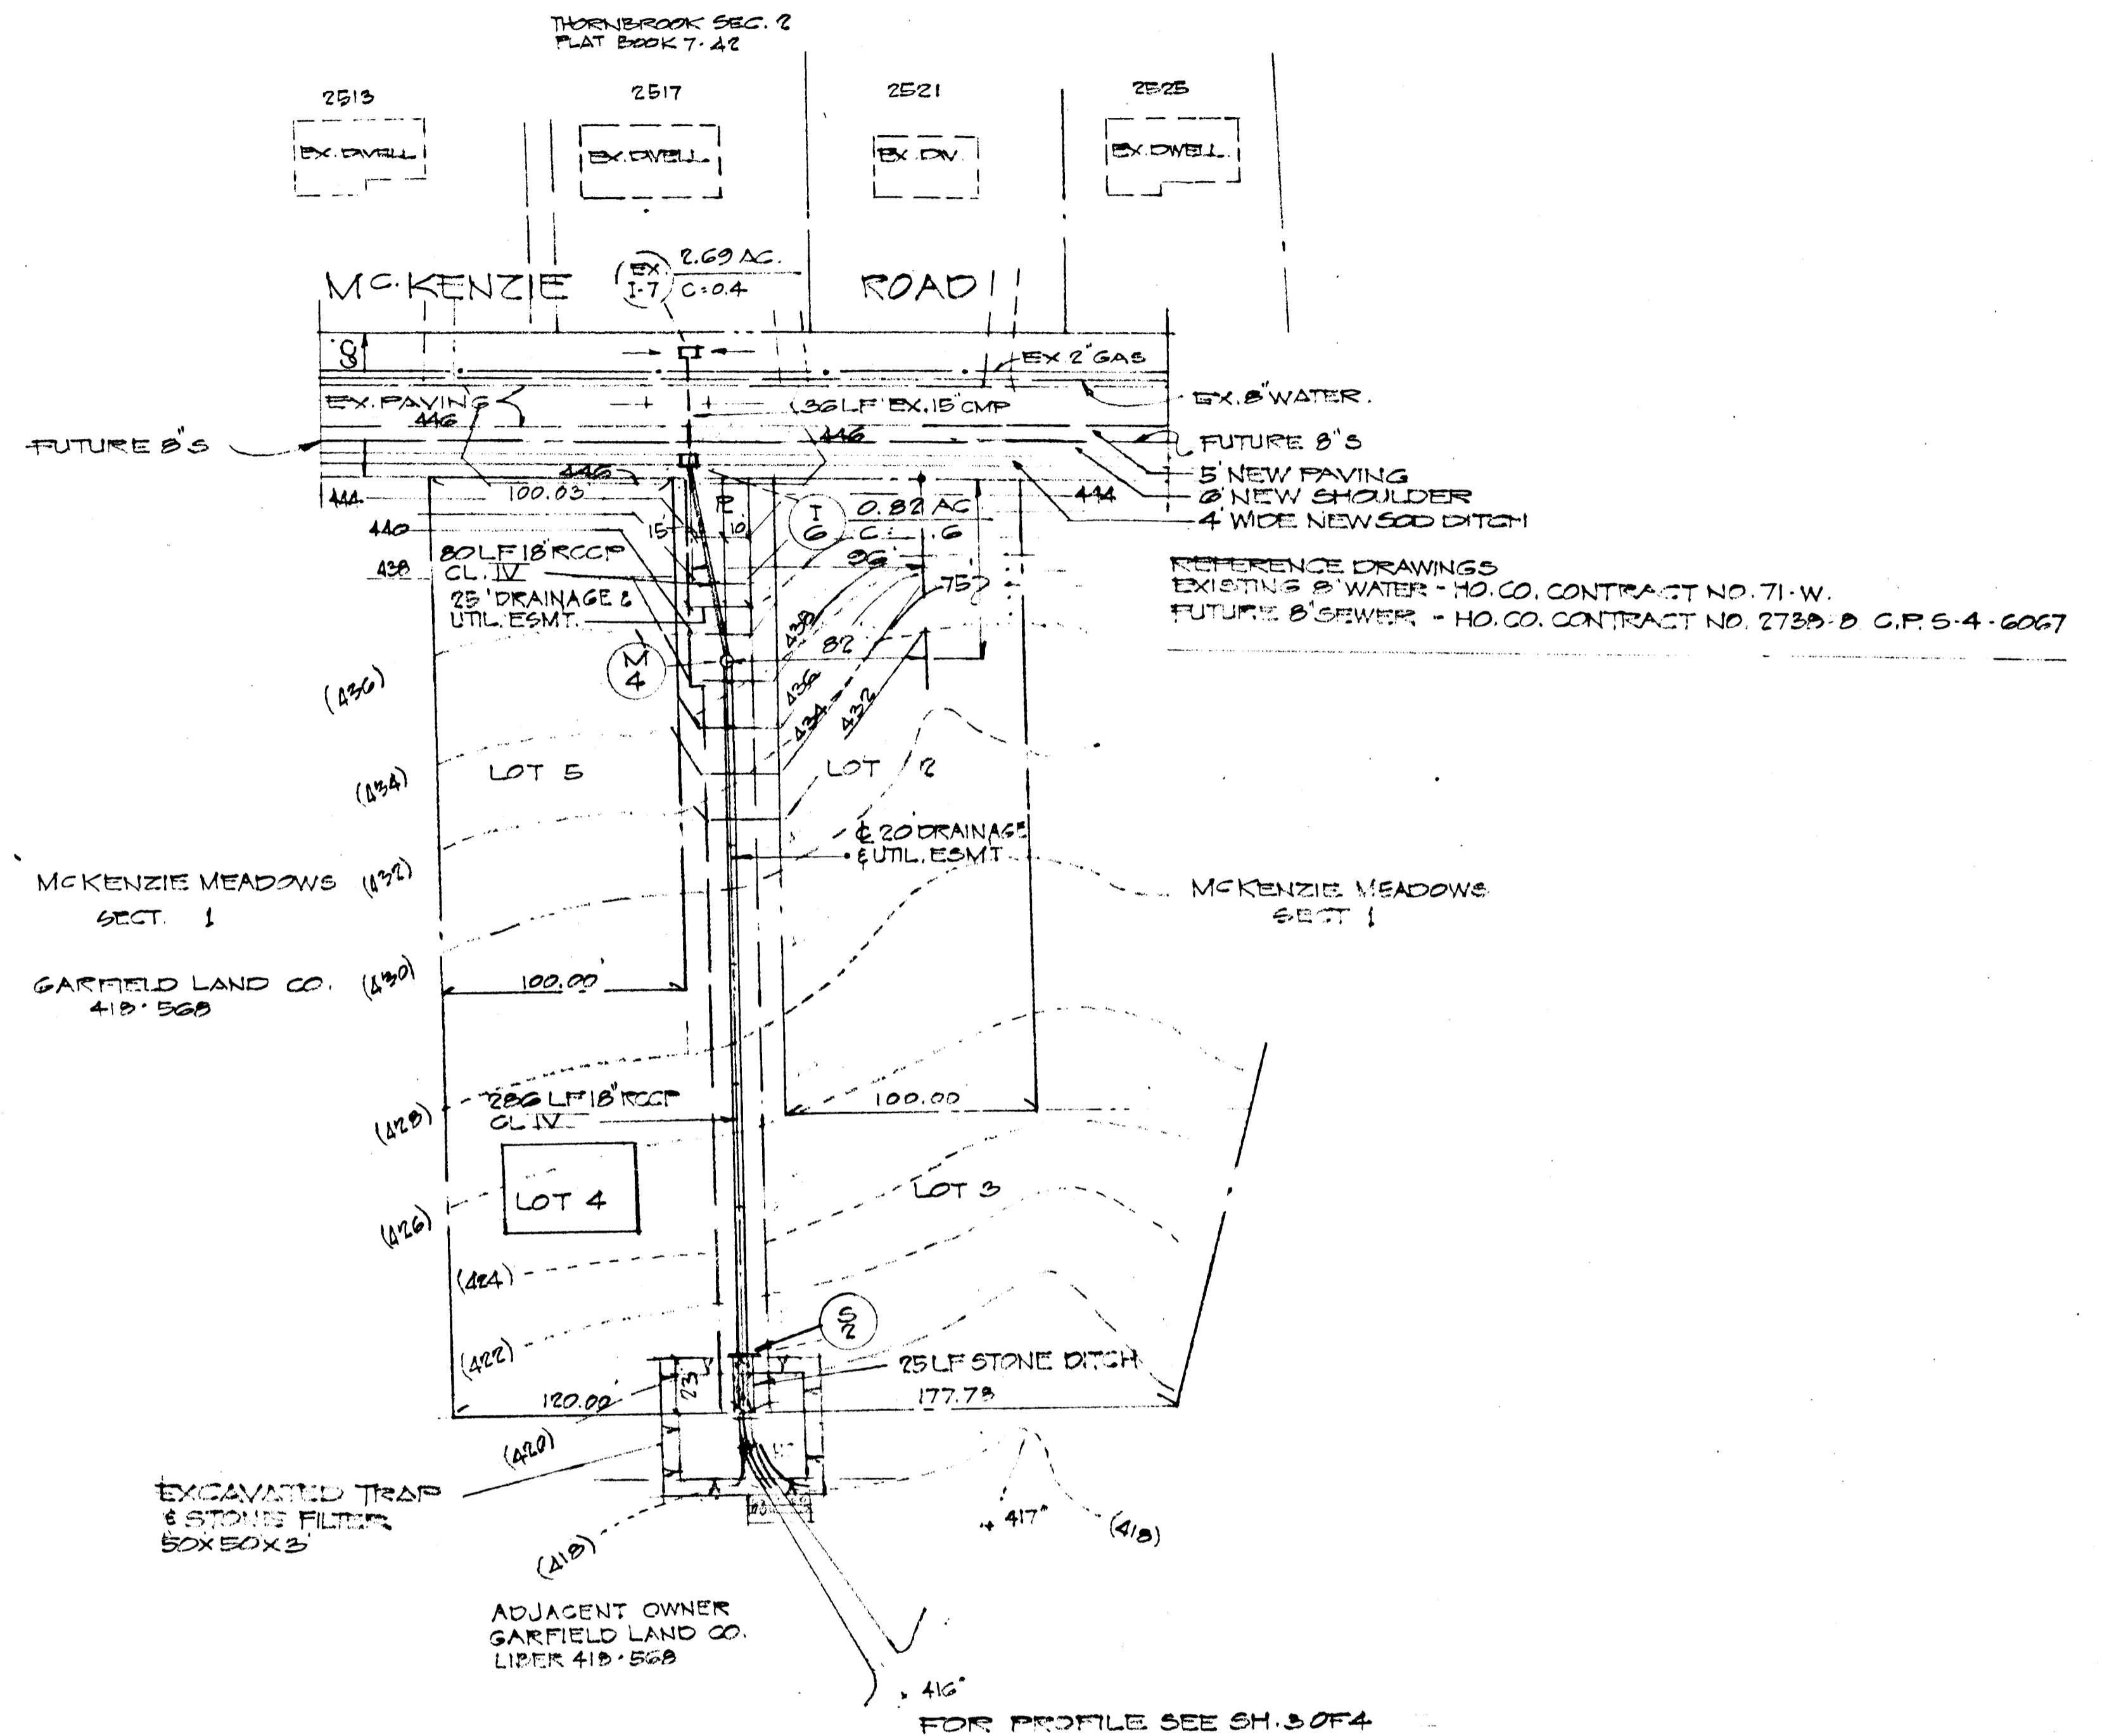 THORNBROOK SEC. 2
PLAT BOOK 7·42
2513
2517
2521
2525
EX. DWELL.
EX. DWELL.
EX. DW.
EX. DWELL.
MC.KENZIE
ROAD
EX
I-7
2.69 AC.
C=0.4
EX. 2" GAS
EX. PAVING
446
36 LF EX. 15" CMP
EX. 8" WATER.
FUTURE 8"S
446
FUTURE 8"S
5' NEW PAVING
6' NEW SHOULDER
4' WIDE NEW SOD DITCH
446
444
100.03
444
440
15
10
I
6
0.82 AC
C = .6
96'
438
80 LF 18" RCCP
CL. IV
75'
25' DRAINAGE &
UTIL. ESMT.
REFERENCE DRAWINGS
EXISTING 8" WATER - HO. CO. CONTRACT NO. 71-W.
FUTURE 8" SEWER - HO. CO. CONTRACT NO. 2738-S C.P. S-4-6067
438
82
M
4
(436)
436
434
432
LOT 5
LOT 2
(434)
℄ 20' DRAINAGE
& UTIL. ESMT.
MCKENZIE MEADOWS
SECT. 1
(432)
MCKENZIE MEADOWS
SECT 1
GARFIELD LAND CO.
418·568
(430)
100.00'
286 LF 18" RCCP
CL IV
100.00
(428)
LOT 4
LOT 3
(426)
(424)
S
2
(422)
25 LF STONE DITCH
23
120.00'
177.78
(420)
EXCAVATED TRAP
& STONE FILTER
50X50X3'
417
(418)
(418)
ADJACENT OWNER
GARFIELD LAND CO.
LIBER 418·568
416
FOR PROFILE SEE SH. 3 OF 4